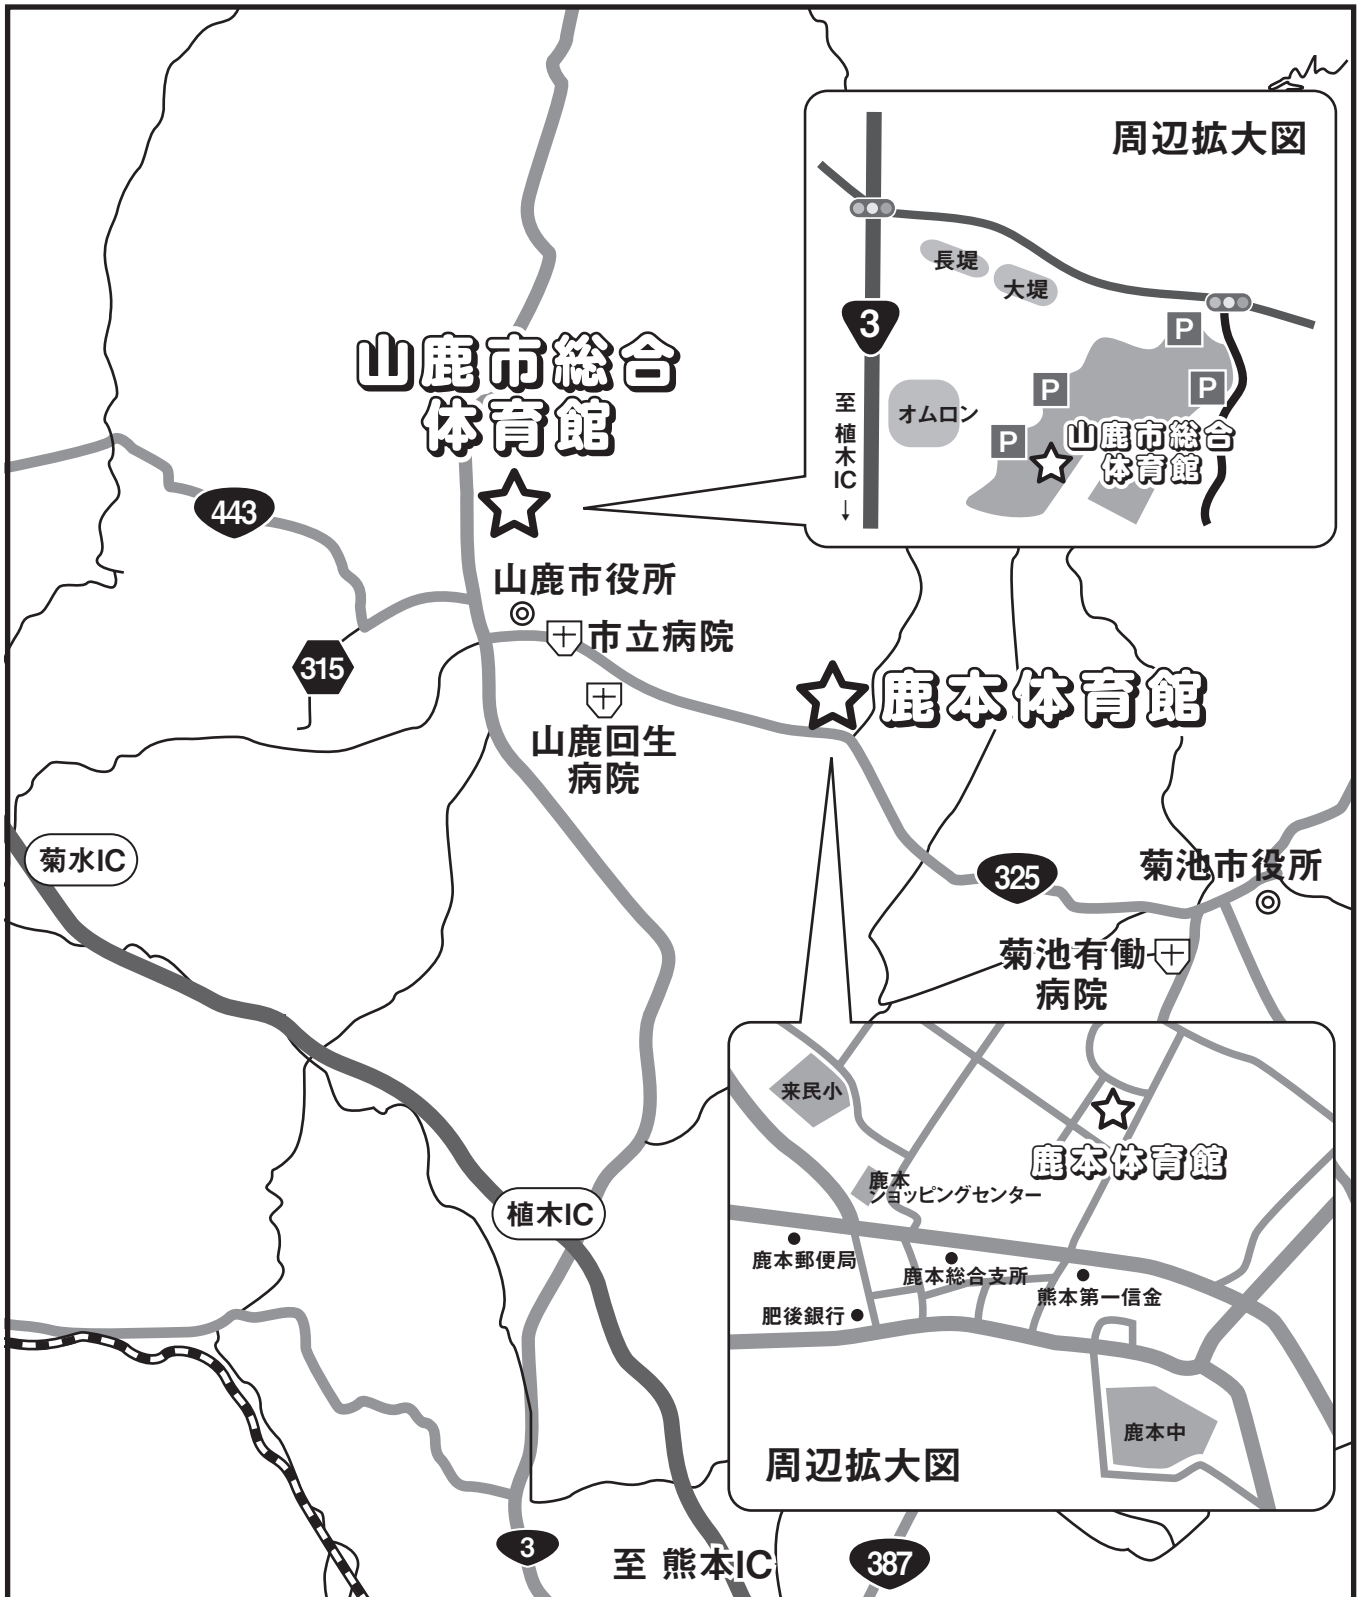 周辺拡大図
長堤
大堤
3
P
P
P
P
オムロン
至
植
木
IC
↓
山鹿市総合
体育館
山鹿市総合
体育館
443
山鹿市役所
市立病院
315
山鹿回生
病院
鹿本体育館
菊水IC
325
菊池市役所
菊池有働
病院
植木IC
来民小
鹿本体育館
鹿本
ショッピングセンター
鹿本郵便局
鹿本総合支所
熊本第一信金
肥後銀行
鹿本中
周辺拡大図
3
至 熊本IC
387